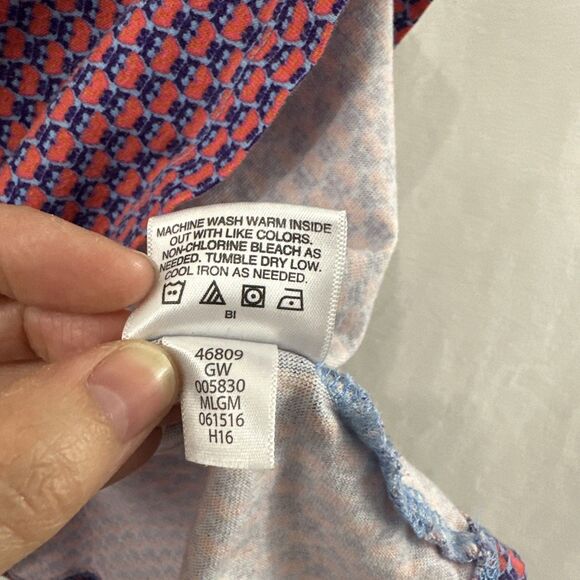 MACHINE WASH WARM INSIDE
OUT WITH LIKE COLORS.
NON-CHLORINE BLEACH AS
NEEDED. TUMBLE DRY LOW.
COOL IRON AS NEEDED.
BI
46809
GW
005830
MLGM
061516
H16